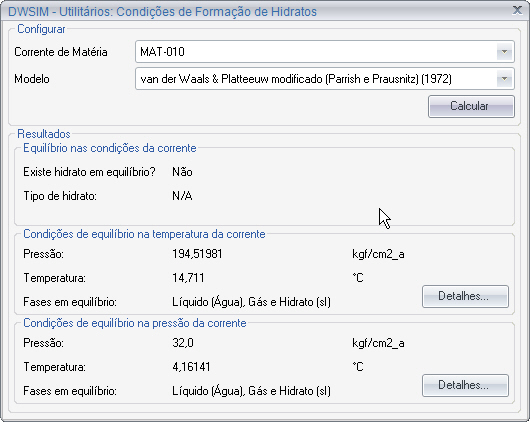 DWSIM - Utilitários: Condições de Formação de Hidratos
Configurar
Corrente de Matéria MAT-010
Modelo van der Waals & Platteeuw modificado (Parrish e Prausnitz) (1972)
Calcular
Resultados
Equilíbrio nas condições da corrente
Existe hidrato em equilíbrio? Não
Tipo de hidrato: N/A
Condições de equilíbrio na temperatura da corrente
Pressão: 194,51981 kgf/cm2_a
Temperatura: 14,711 °C
Fases em equilíbrio: Líquido (Água), Gás e Hidrato (sI)
Detalhes...
Condições de equilíbrio na pressão da corrente
Pressão: 32,0 kgf/cm2_a
Temperatura: 4,16141 °C
Fases em equilíbrio: Líquido (Água), Gás e Hidrato (sI)
Detalhes...